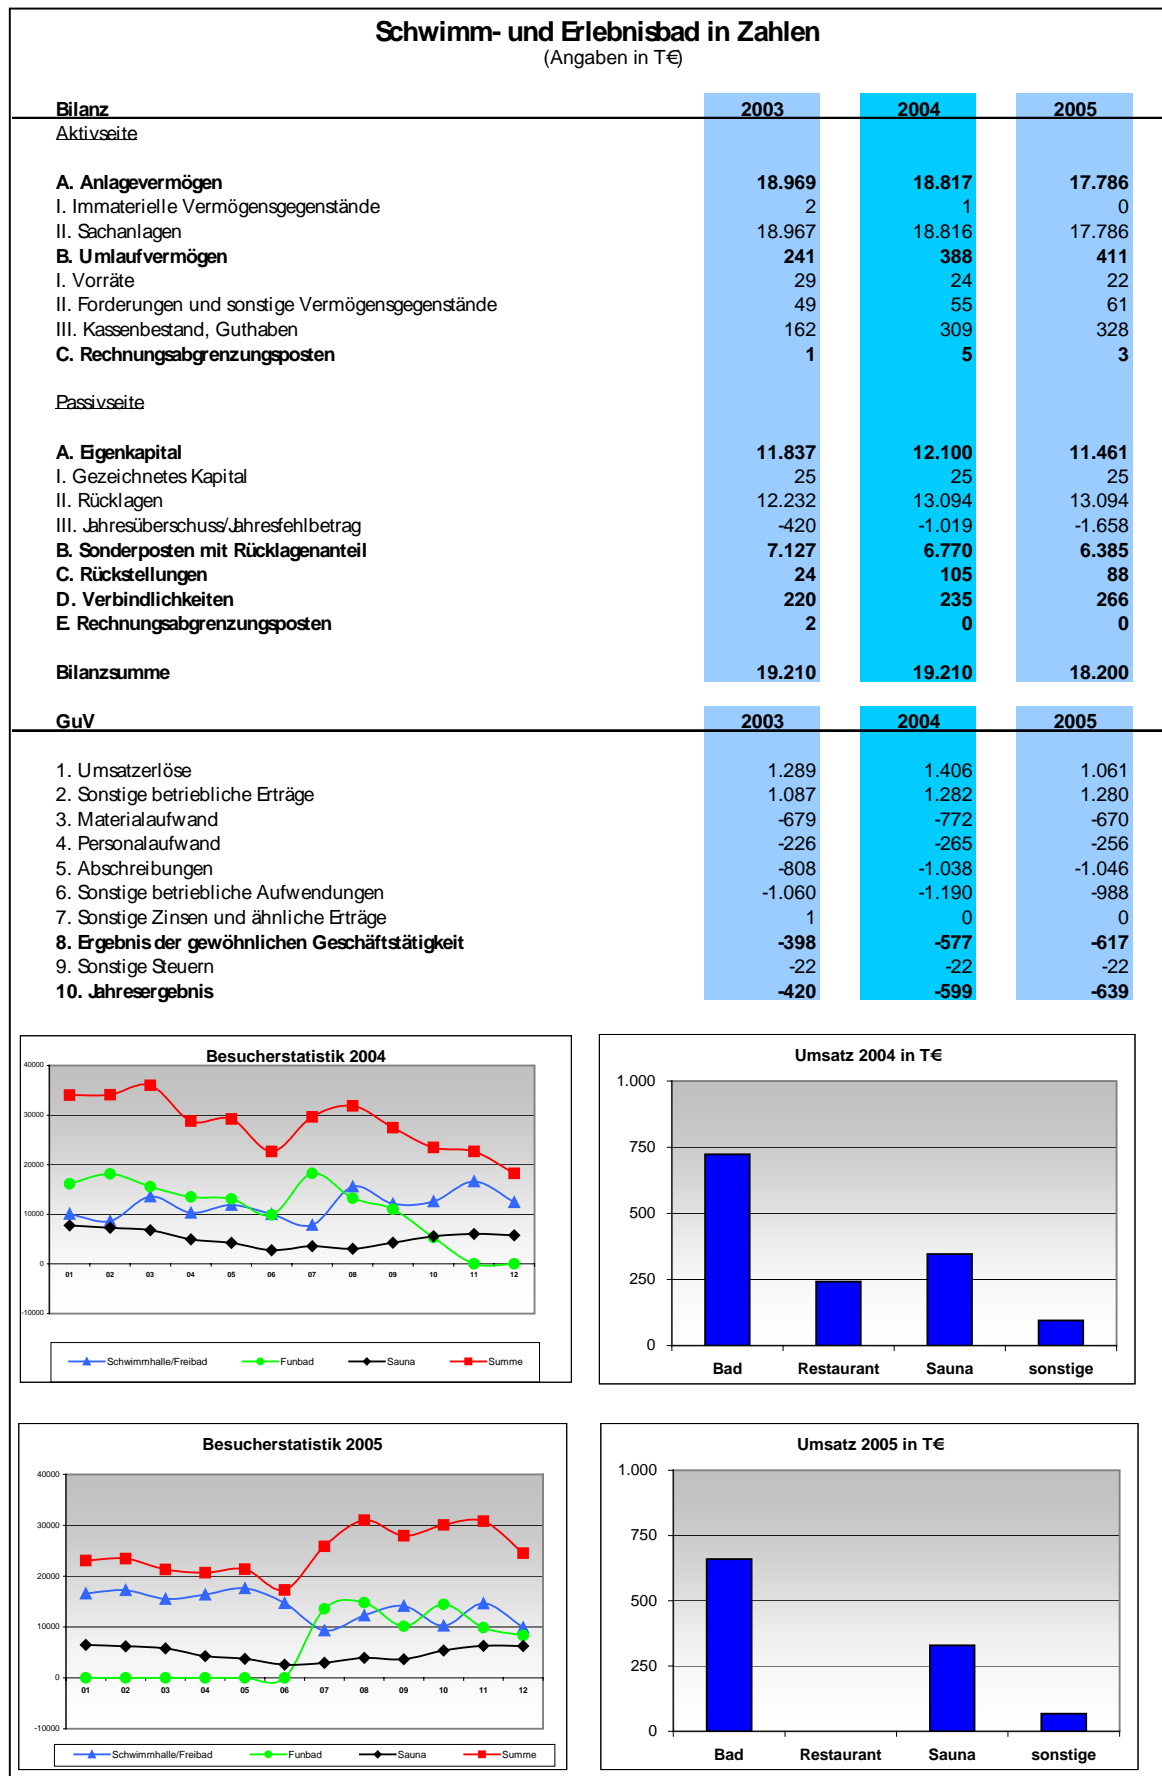 Schwimm- und Erlebnisbad in Zahlen
(Angaben in T€)
Bilanz 2003 2004 2005
Aktivseite
A. Anlagevermögen 18.969 18.817 17.786
I. Immaterielle Vermögensgegenstände 2 1 0
II. Sachanlagen 18.967 18.816 17.786
B. Umlaufvermögen 241 388 411
I. Vorräte 29 24 22
II. Forderungen und sonstige Vermögensgegenstände 49 55 61
III. Kassenbestand, Guthaben 162 309 328
C. Rechnungsabgrenzungsposten 1 5 3
Passivseite
A. Eigenkapital 11.837 12.100 11.461
I. Gezeichnetes Kapital 25 25 25
II. Rücklagen 12.232 13.094 13.094
III. Jahresüberschuss/Jahresfehlbetrag -420 -1.019 -1.658
B. Sonderposten mit Rücklagenanteil 7.127 6.770 6.385
C. Rückstellungen 24 105 88
D. Verbindlichkeiten 220 235 266
E. Rechnungsabgrenzungsposten 2 0 0
Bilanzsumme 19.210 19.210 18.200
GuV 2003 2004 2005
1. Umsatzerlöse 1.289 1.406 1.061
2. Sonstige betriebliche Erträge 1.087 1.282 1.280
3. Materialaufwand -679 -772 -670
4. Personalaufwand -226 -265 -256
5. Abschreibungen -808 -1.038 -1.046
6. Sonstige betriebliche Aufwendungen -1.060 -1.190 -988
7. Sonstige Zinsen und ähnliche Erträge 1 0 0
8. Ergebnis der gewöhnlichen Geschäftstätigkeit -398 -577 -617
9. Sonstige Steuern -22 -22 -22
10. Jahresergebnis -420 -599 -639
Besucherstatistik 2004
40000
30000
20000
10000
0
-10000
01 02 03 04 05 06 07 08 09 10 11 12
Schwimmhalle/Freibad Funbad Sauna Summe
Umsatz 2004 in T€
1.000
750
500
250
0
Bad Restaurant Sauna sonstige
Besucherstatistik 2005
40000
30000
20000
10000
0
-10000
01 02 03 04 05 06 07 08 09 10 11 12
Schwimmhalle/Freibad Funbad Sauna Summe
Umsatz 2005 in T€
1.000
750
500
250
0
Bad Restaurant Sauna sonstige